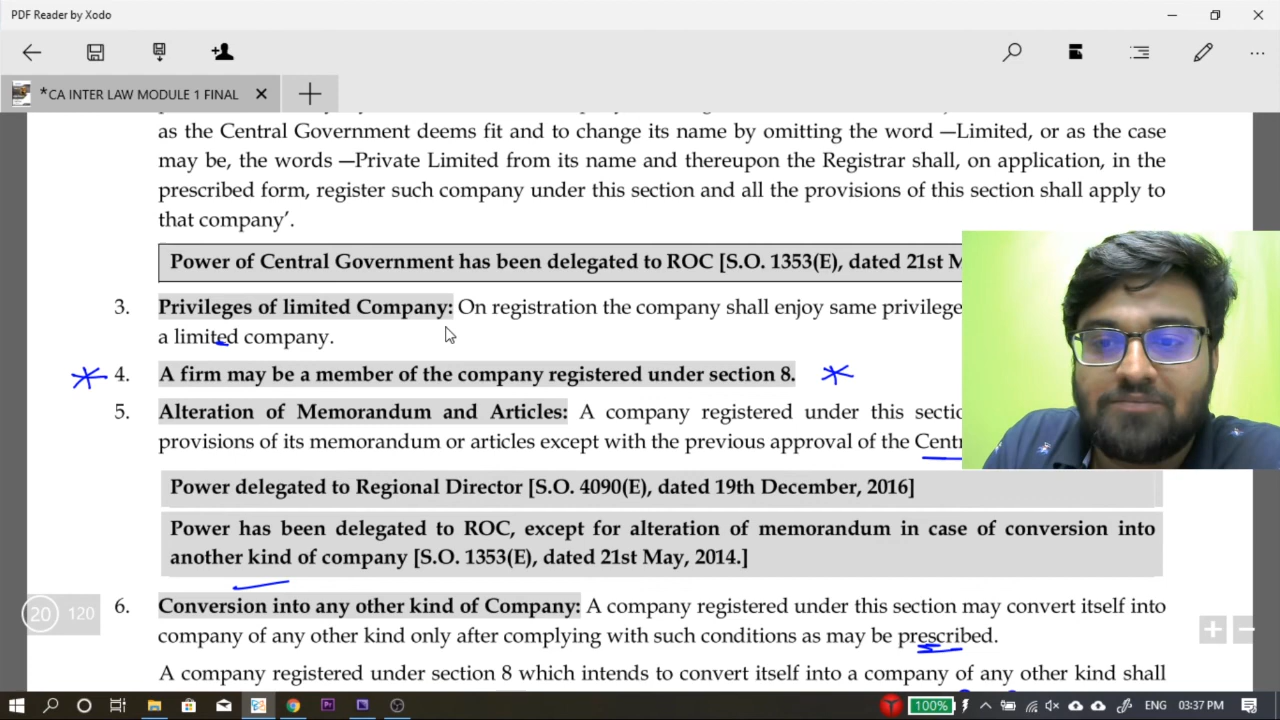 PDF Reader by Xodo
*CA INTER LAW MODULE 1 FINAL
as the Central Government deems fit and to change its name by omitting the word —Limited, or as the case
may be, the words —Private Limited from its name and thereupon the Registrar shall, on application, in the
prescribed form, register such company under this section and all the provisions of this section shall apply to
that company'.
Power of Central Government has been delegated to ROC [S.O. 1353(E), dated 21st M
3. Privileges of limited Company: On registration the company shall enjoy same privilege
a limited company.
4. A firm may be a member of the company registered under section 8.
5. Alteration of Memorandum and Articles: A company registered under this secti
provisions of its memorandum or articles except with the previous approval of the Cent
Power delegated to Regional Director [S.O. 4090(E), dated 19th December, 2016]
Power has been delegated to ROC, except for alteration of memorandum in case of conversion into
another kind of company [S.O. 1353(E), dated 21st May, 2014.]
6. Conversion into any other kind of Company: A company registered under this section may convert itself into
company of any other kind only after complying with such conditions as may be prescribed.
A company registered under section 8 which intends to convert itself into a company of any other kind shall
20 120
100% ENG 03:37 PM